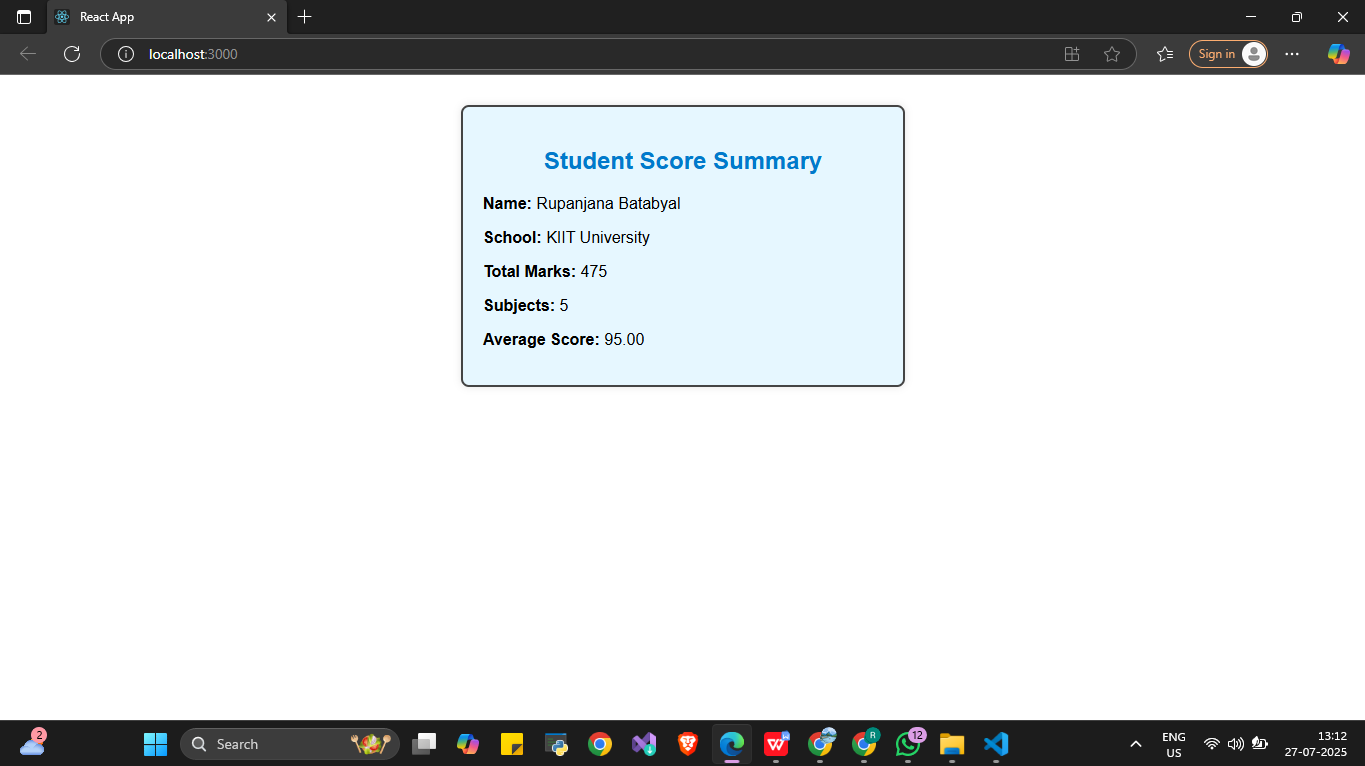 React App
localhost:3000
Sign in
Student Score Summary
Name: Rupanjana Batabyal
School: KIIT University
Total Marks: 475
Subjects: 5
Average Score: 95.00
2
Search
W
R
12
ENG
US
13:12
27-07-2025